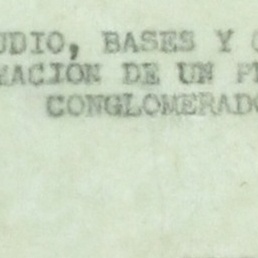 UDIO, BASES Y
MACION DE UN
CONGLOMERADO